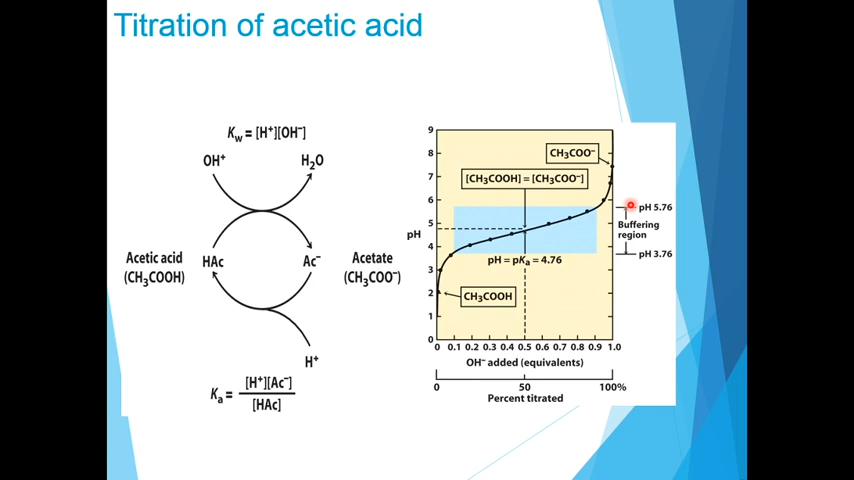 Titration of acetic acid
Kw = [H⁺][OH⁻]
OH⁺
H₂O
Acetic acid
(CH₃COOH)
HAc
Ac⁻
Acetate
(CH₃COO⁻)
H⁺
Ka = [H⁺][Ac⁻]
[HAc]
9
8
7
6
5
4
3
2
1
0
pH
CH₃COO⁻
[CH₃COOH] = [CH₃COO⁻]
pH = pKa = 4.76
CH₃COOH
pH 5.76
Buffering
region
pH 3.76
0 0.1 0.2 0.3 0.4 0.5 0.6 0.7 0.8 0.9 1.0
OH⁻ added (equivalents)
0 50 100%
Percent titrated